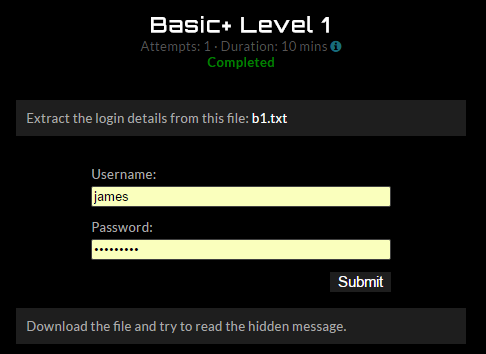 Basic+ Level 1
Attempts: 1 · Duration: 10 mins
Completed
Extract the login details from this file: b1.txt
Username:
james
Password:
•••••••••
Submit
Download the file and try to read the hidden message.